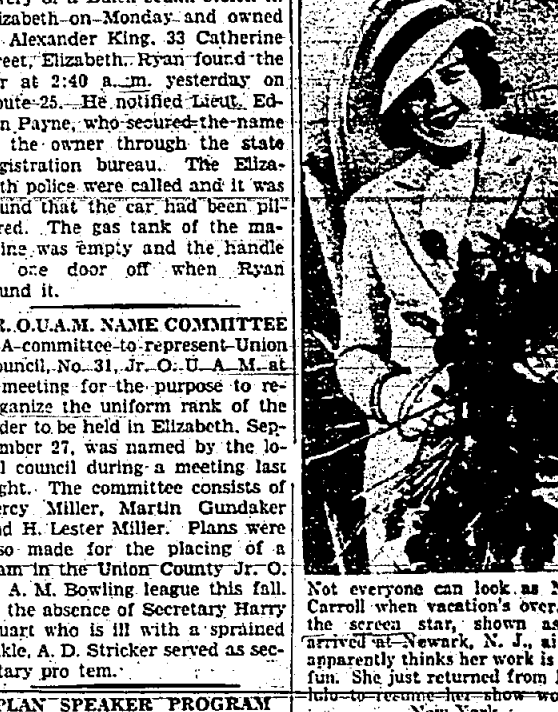 izabeth on Monday and owned
Alexander King, 33 Catherine
reet, Elizabeth. Ryan found the
r at 2:40 a. m. yesterday on
oute 25. He notified Lieut. Ed-
n Payne, who secured the name
the owner through the state
gistration bureau. The Eliza-
th police were called and it was
und that the car had been pil-
red. The gas tank of the ma-
ine was empty and the handle
one door off when Ryan
und it.
R. O.U.A.M. NAME COMMITTEE
A committee to represent Union
ouncil, No. 31, Jr. O. U. A. M. at
meeting for the purpose to re-
ganize the uniform rank of the
der to be held in Elizabeth, Sep-
mber 27, was named by the lo-
l council during a meeting last
ght. The committee consists of
ercy Miller, Martin Gundaker
nd H. Lester Miller. Plans were
so made for the placing of a
am in the Union County Jr. O.
A. M. Bowling league this fall.
the absence of Secretary Harry
uart who is ill with a sprained
kle, A. D. Stricker served as sec-
tary pro tem.
PLAN SPEAKER PROGRAM
Not everyone can look as
Carroll when vacation's over
the screen star, shown as
arrived at Newark, N. J., ai
apparently thinks her work is
fun. She just returned from
lulu to resume her show wo
New York.